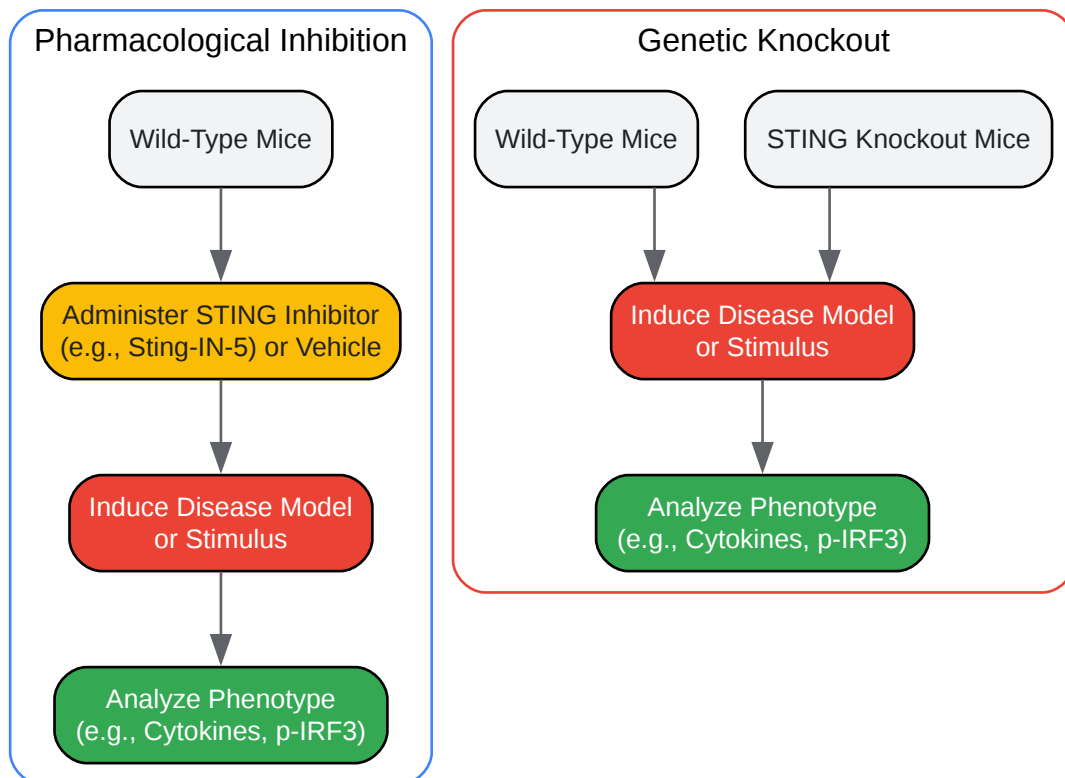 Pharmacological Inhibition
Wild-Type Mice
Administer STING Inhibitor
(e.g., Sting-IN-5) or Vehicle
Induce Disease Model
or Stimulus
Analyze Phenotype
(e.g., Cytokines, p-IRF3)
Genetic Knockout
Wild-Type Mice
STING Knockout Mice
Induce Disease Model
or Stimulus
Analyze Phenotype
(e.g., Cytokines, p-IRF3)